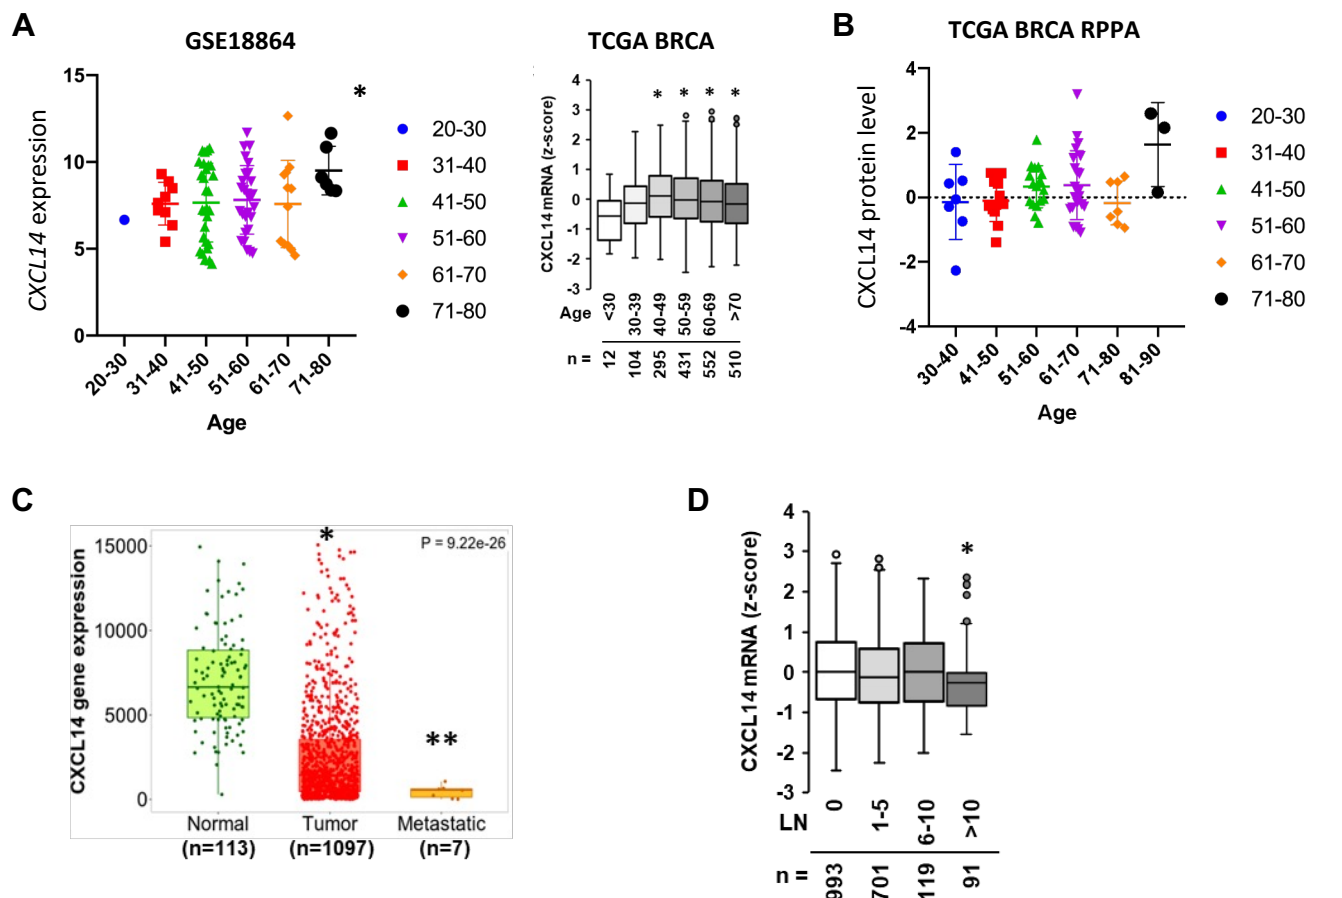 A
GSE18864
CXCL14 expression
15
10
5
0
*
20-30
31-40
41-50
51-60
61-70
71-80
Age
20-30
31-40
41-50
51-60
61-70
71-80
TCGA BRCA
CXCL14 mRNA (z-score)
4
3
2
1
0
-1
-2
-3
* * * *
Age <30 30-39 40-49 50-59 60-69 >70
n = 12 104 295 431 552 510
B
TCGA BRCA RPPA
CXCL14 protein level
4
2
0
-2
-4
30-40
41-50
51-60
61-70
71-80
81-90
Age
20-30
31-40
41-50
51-60
61-70
71-80
C
CXCL14 gene expression
15000
10000
5000
0
*
**
P = 9.22e-26
Normal Tumor Metastatic
(n=113) (n=1097) (n=7)
D
CXCL14 mRNA (z-score)
4
3
2
1
0
-1
-2
-3
*
LN 0 1-5 6-10 >10
n = 993 701 119 91